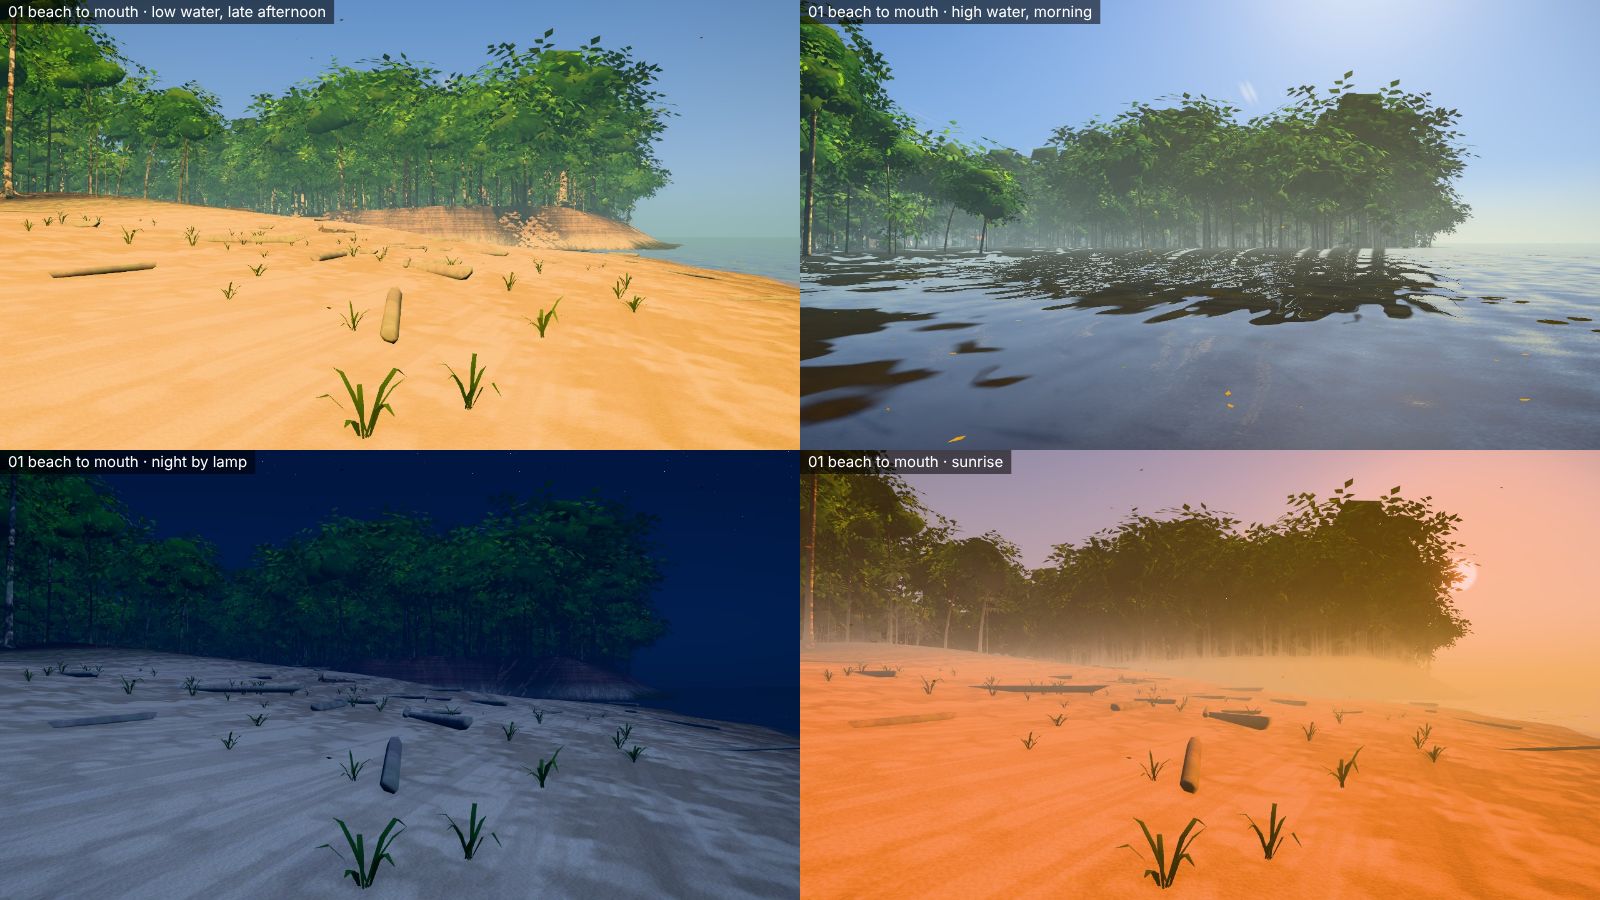 01 beach to mouth · low water, late afternoon
01 beach to mouth · high water, morning
01 beach to mouth · night by lamp
01 beach to mouth · sunrise